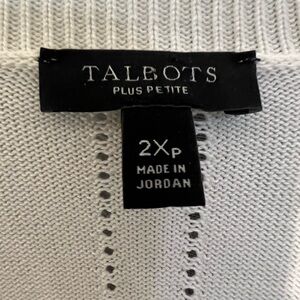 TALBOTS
PLUS PETITE
2XP
MADE IN
JORDAN